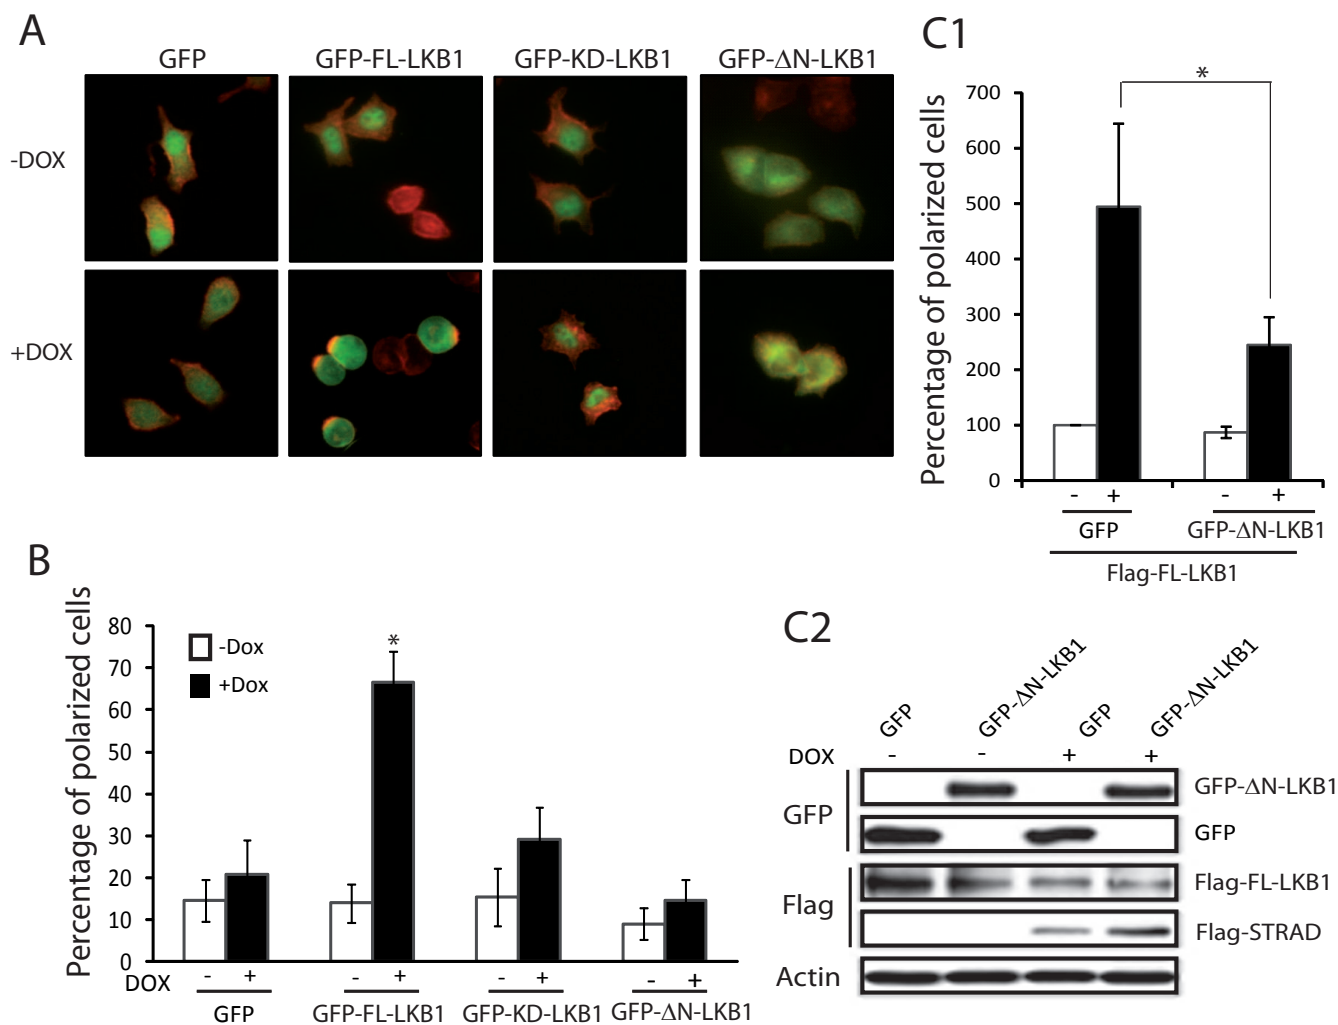 A
GFP GFP-FL-LKB1 GFP-KD-LKB1 GFP-ΔN-LKB1
-DOX
+DOX
B
Percentage of polarized cells
80
70
60
50
40
30
20
10
0
-Dox
+Dox
*
DOX - + - + - + - +
GFP GFP-FL-LKB1 GFP-KD-LKB1 GFP-ΔN-LKB1
C1
Percentage of polarized cells
700
600
500
400
300
200
100
0
*
- + - +
GFP GFP-ΔN-LKB1
Flag-FL-LKB1
C2
GFP GFP-ΔN-LKB1 GFP GFP-ΔN-LKB1
DOX - - + +
GFP
GFP-ΔN-LKB1
GFP
Flag
Flag-FL-LKB1
Flag-STRAD
Actin